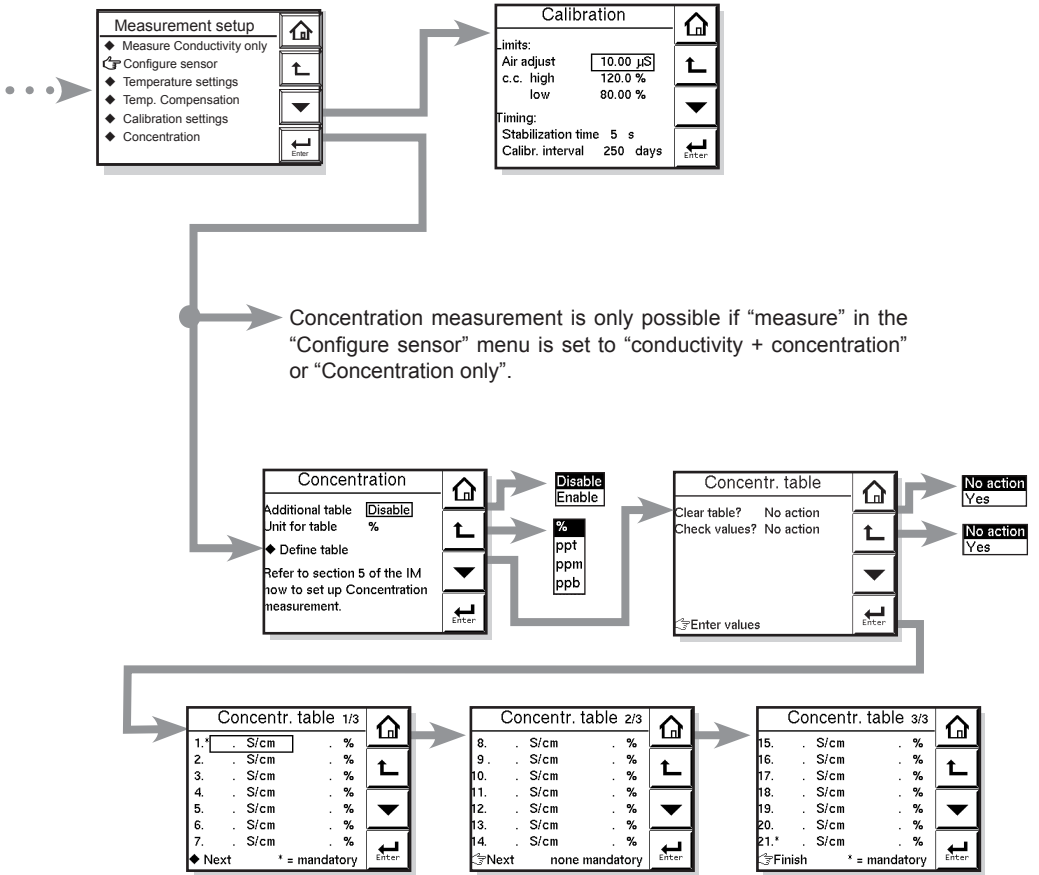 Measurement setup
◆ Measure Conductivity only
Configure sensor
◆ Temperature settings
◆ Temp. Compensation
◆ Calibration settings
◆ Concentration
Enter
Calibration
Limits:
Air adjust 10.00 µS
c.c. high 120.0 %
low 80.00 %
Timing:
Stabilization time 5 s
Calibr. interval 250 days
Enter
Concentration measurement is only possible if “measure” in the
“Configure sensor” menu is set to “conductivity + concentration”
or “Concentration only”.
Concentration
Additional table Disable
Unit for table %
◆ Define table
Refer to section 5 of the IM
how to set up Concentration
measurement.
Enter
Disable
Enable
%
ppt
ppm
ppb
Concentr. table
Clear table? No action
Check values? No action
Enter values
Enter
No action
Yes
No action
Yes
Concentr. table 1/3
1.* . S/cm . %
2. . S/cm . %
3. . S/cm . %
4. . S/cm . %
5. . S/cm . %
6. . S/cm . %
7. . S/cm . %
◆ Next * = mandatory
Enter
Concentr. table 2/3
8. . S/cm . %
9. . S/cm . %
10. . S/cm . %
11. . S/cm . %
12. . S/cm . %
13. . S/cm . %
14. . S/cm . %
Next none mandatory
Enter
Concentr. table 3/3
15. . S/cm . %
16. . S/cm . %
17. . S/cm . %
18. . S/cm . %
19. . S/cm . %
20. . S/cm . %
21.* . S/cm . %
Finish * = mandatory
Enter